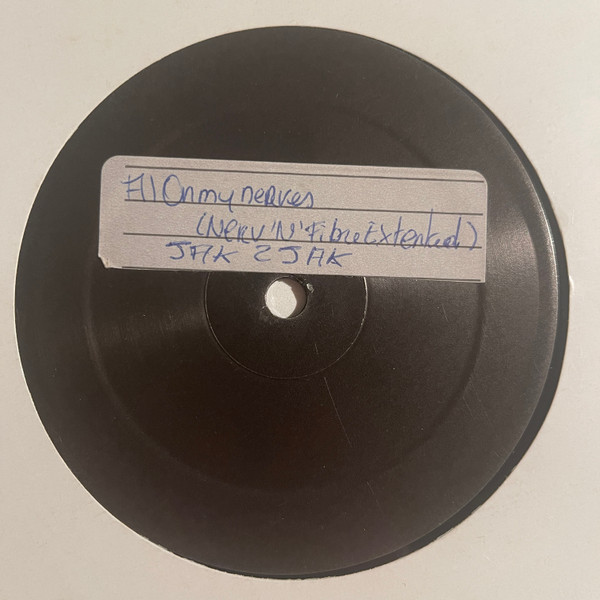 A1 On my nerves
(Nerv 'N' Fibre Extended)
JAK 2 JAK